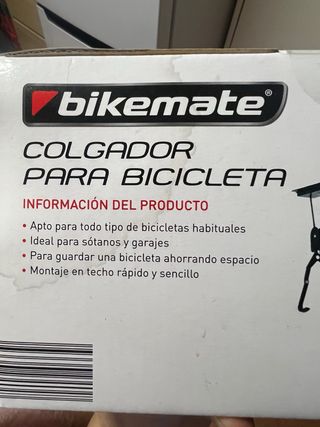 bikemate®
COLGADOR
PARA BICICLETA
INFORMACIÓN DEL PRODUCTO
• Apto para todo tipo de bicicletas habituales
• Ideal para sótanos y garajes
• Para guardar una bicicleta ahorrando espacio
• Montaje en techo rápido y sencillo